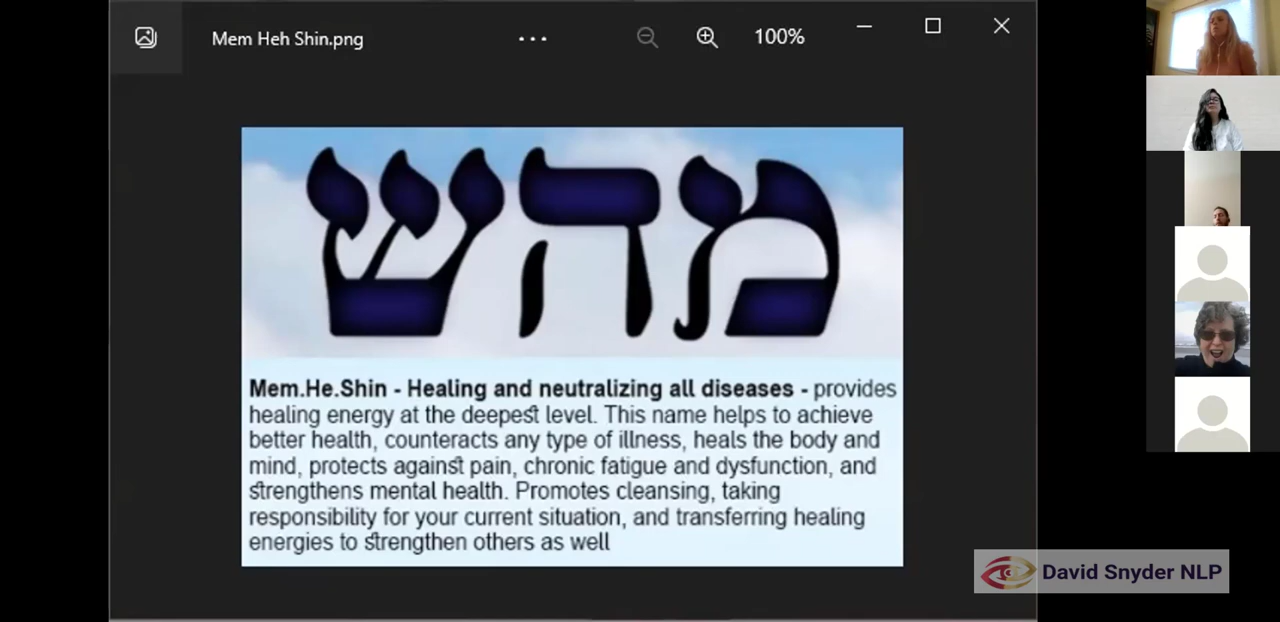 Mem Heh Shin.png
...
100%
מהש
Mem.He.Shin - Healing and neutralizing all diseases - provides
healing energy at the deepest level. This name helps to achieve
better health, counteracts any type of illness, heals the body and
mind, protects against pain, chronic fatigue and dysfunction, and
strengthens mental health. Promotes cleansing, taking
responsibility for your current situation, and transferring healing
energies to strengthen others as well
David Snyder NLP